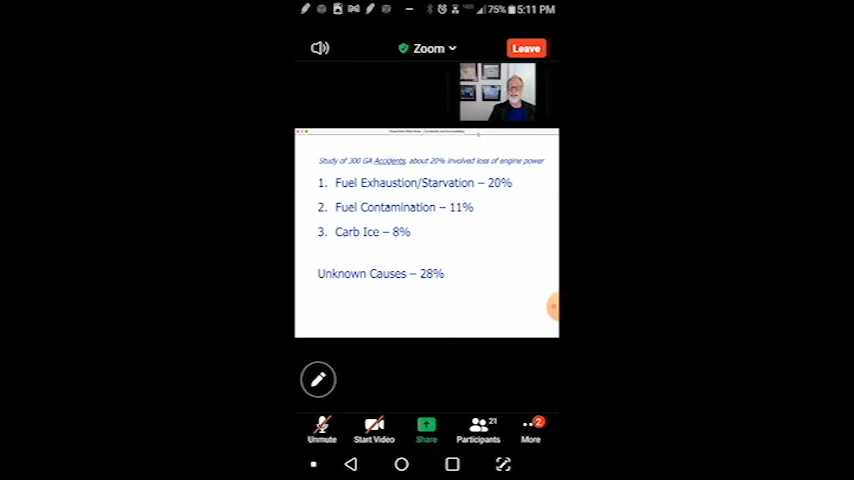 75% 5:11 PM
Zoom
Leave
Study of 300 GA Accidents, about 20% involved loss of engine power
1. Fuel Exhaustion/Starvation – 20%
2. Fuel Contamination – 11%
3. Carb Ice – 8%
Unknown Causes – 28%
21
2
Unmute Start Video Share Participants More